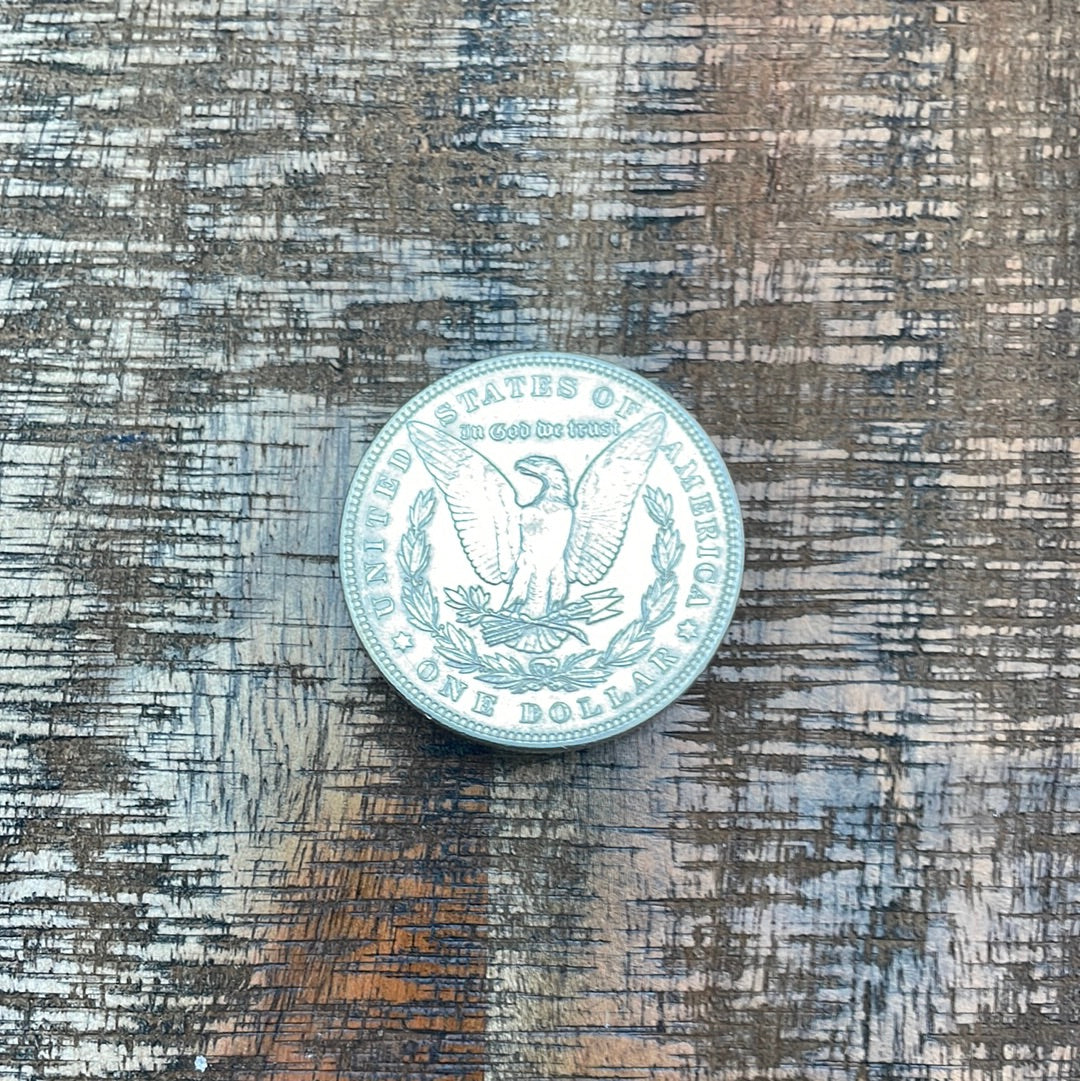 UNITED STATES OF AMERICA
In God we trust
ONE DOLLAR